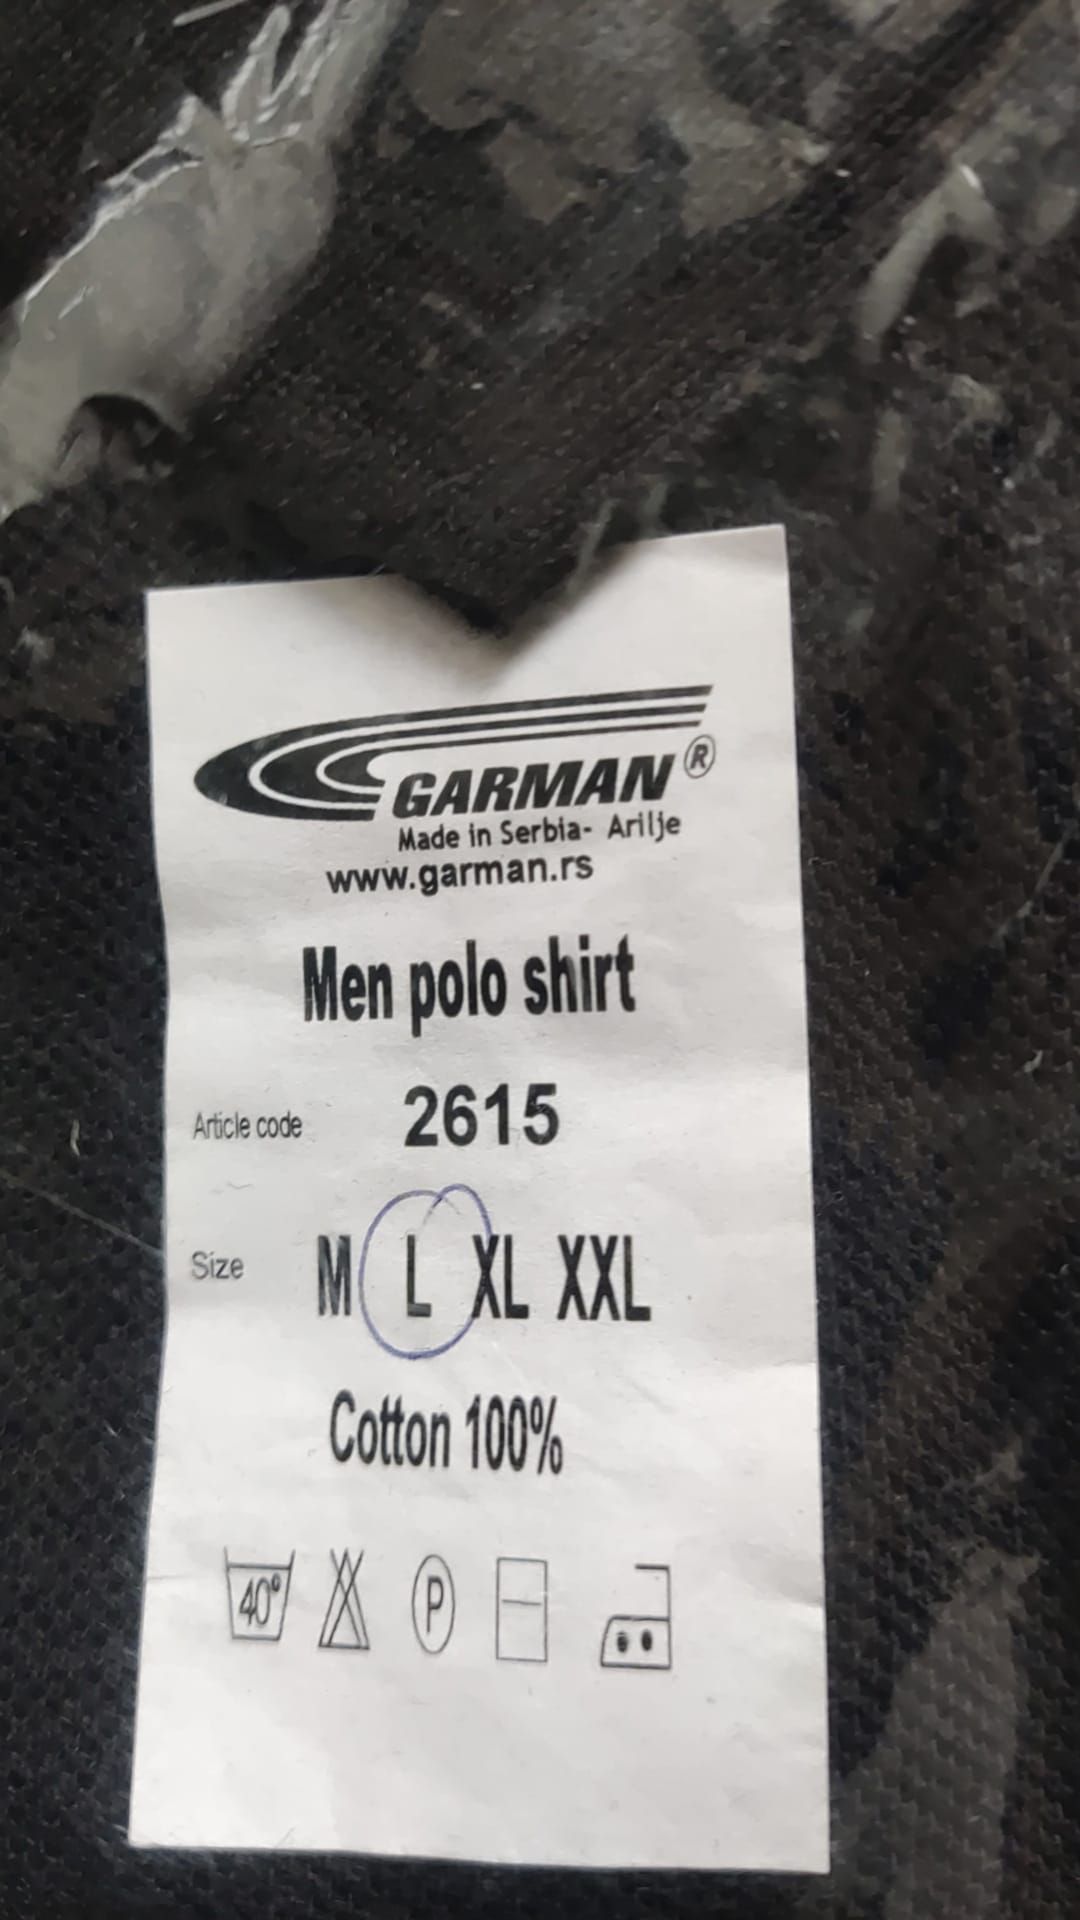 GARMAN®
Made in Serbia- Arilje
www.garman.rs
Men polo shirt
Article code 2615
Size M L XL XXL
Cotton 100%
40° P